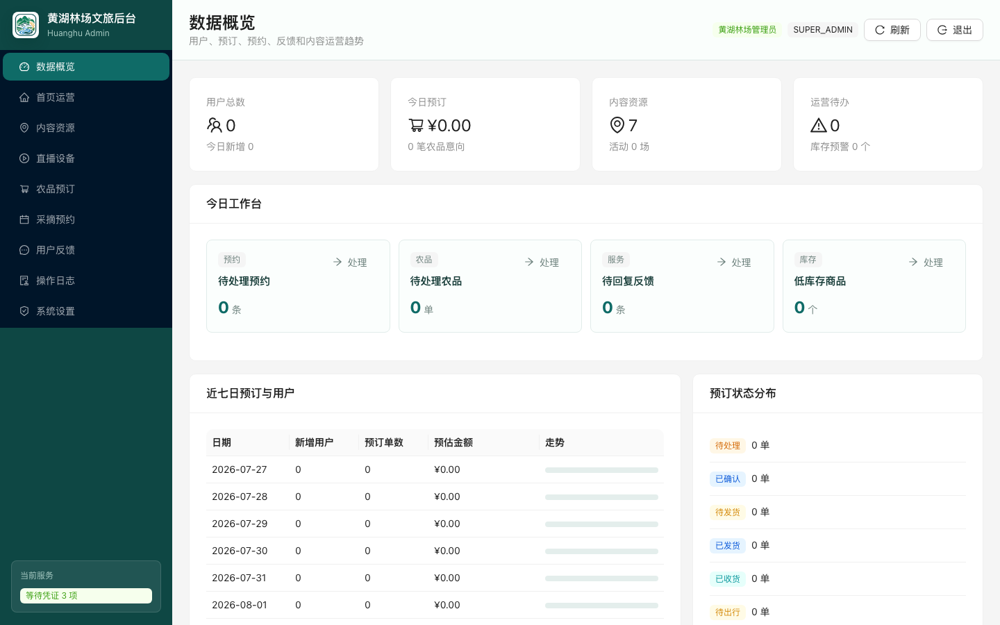 黄湖林场文旅后台
Huanghu Admin
数据概览
首页运营
内容资源
直播设备
农品预订
采摘预约
用户反馈
操作日志
系统设置
当前服务
等待凭证 3 项
数据概览
用户、预订、预约、反馈和内容运营趋势
黄湖林场管理员
SUPER_ADMIN
刷新
退出
用户总数
0
今日新增 0
今日预订
¥0.00
0 笔农品意向
内容资源
7
活动 0 场
运营待办
0
库存预警 0 个
今日工作台
预约
处理
待处理预约
0 条
农品
处理
待处理农品
0 单
服务
处理
待回复反馈
0 条
库存
处理
低库存商品
0 个
近七日预订与用户
日期 新增用户 预订单数 预估金额 走势
2026-07-27 0 0 ¥0.00
2026-07-28 0 0 ¥0.00
2026-07-29 0 0 ¥0.00
2026-07-30 0 0 ¥0.00
2026-07-31 0 0 ¥0.00
2026-08-01 0 0 ¥0.00
预订状态分布
待处理 0 单
已确认 0 单
待发货 0 单
已发货 0 单
已收货 0 单
待出行 0 单